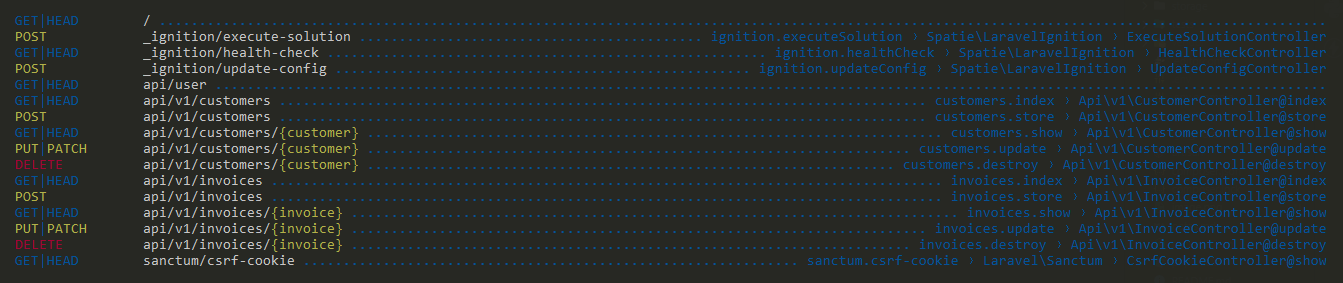 GET|HEAD / ........................................................................................................................................................
POST _ignition/execute-solution ............................................ ignition.executeSolution › Spatie\LaravelIgnition › ExecuteSolutionController
GET|HEAD _ignition/health-check ........................................................ ignition.healthCheck › Spatie\LaravelIgnition › HealthCheckController
POST _ignition/update-config ..................................................... ignition.updateConfig › Spatie\LaravelIgnition › UpdateConfigController
GET|HEAD api/user .................................................................................................................................................
GET|HEAD api/v1/customers .................................................................................. customers.index › Api\v1\CustomerController@index
POST api/v1/customers .................................................................................. customers.store › Api\v1\CustomerController@store
GET|HEAD api/v1/customers/{customer} ......................................................................... customers.show › Api\v1\CustomerController@show
PUT|PATCH api/v1/customers/{customer} ..................................................................... customers.update › Api\v1\CustomerController@update
DELETE api/v1/customers/{customer} ................................................................... customers.destroy › Api\v1\CustomerController@destroy
GET|HEAD api/v1/invoices ..................................................................................... invoices.index › Api\v1\InvoiceController@index
POST api/v1/invoices ..................................................................................... invoices.store › Api\v1\InvoiceController@store
GET|HEAD api/v1/invoices/{invoice} ............................................................................. invoices.show › Api\v1\InvoiceController@show
PUT|PATCH api/v1/invoices/{invoice} ......................................................................... invoices.update › Api\v1\InvoiceController@update
DELETE api/v1/invoices/{invoice} ....................................................................... invoices.destroy › Api\v1\InvoiceController@destroy
GET|HEAD sanctum/csrf-cookie .............................................................. sanctum.csrf-cookie › Laravel\Sanctum › CsrfCookieController@show